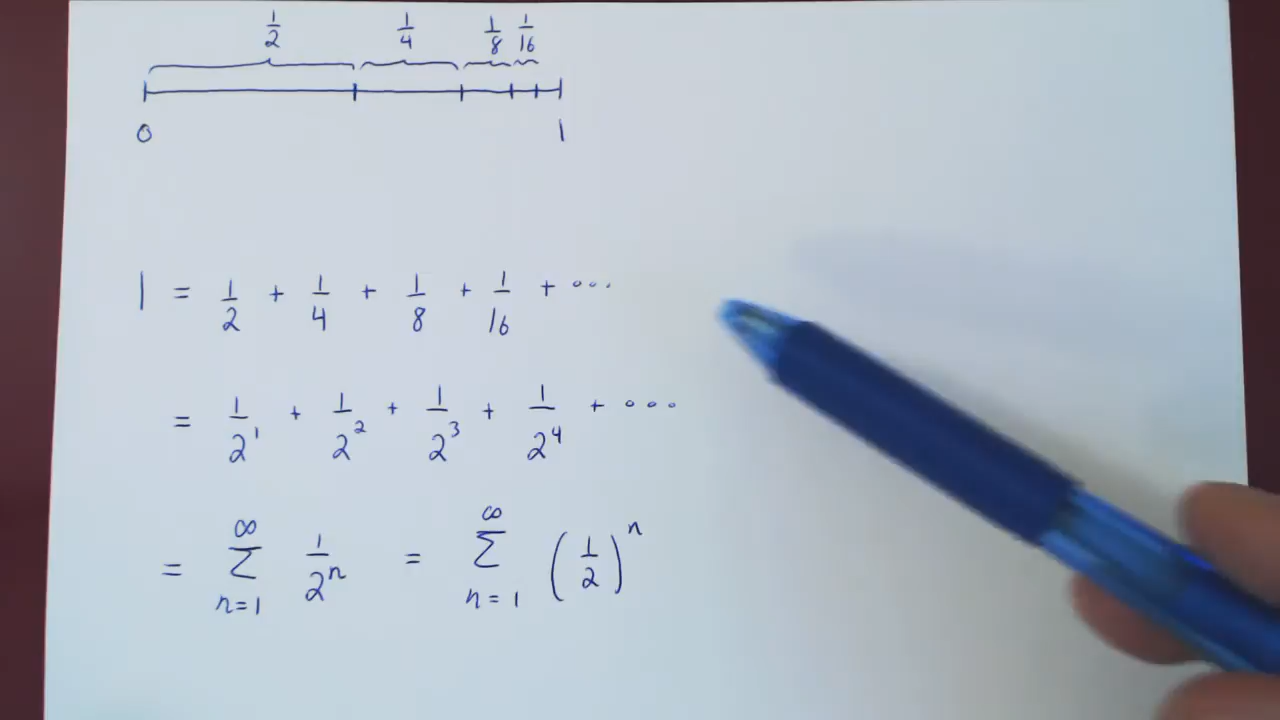 1/2 1/4 1/8 1/16
0 1
1 = 1/2 + 1/4 + 1/8 + 1/16 + ...
= 1/2^1 + 1/2^2 + 1/2^3 + 1/2^4 + ...
= ∑_{n=1}^{∞} 1/2^n = ∑_{n=1}^{∞} (1/2)^n